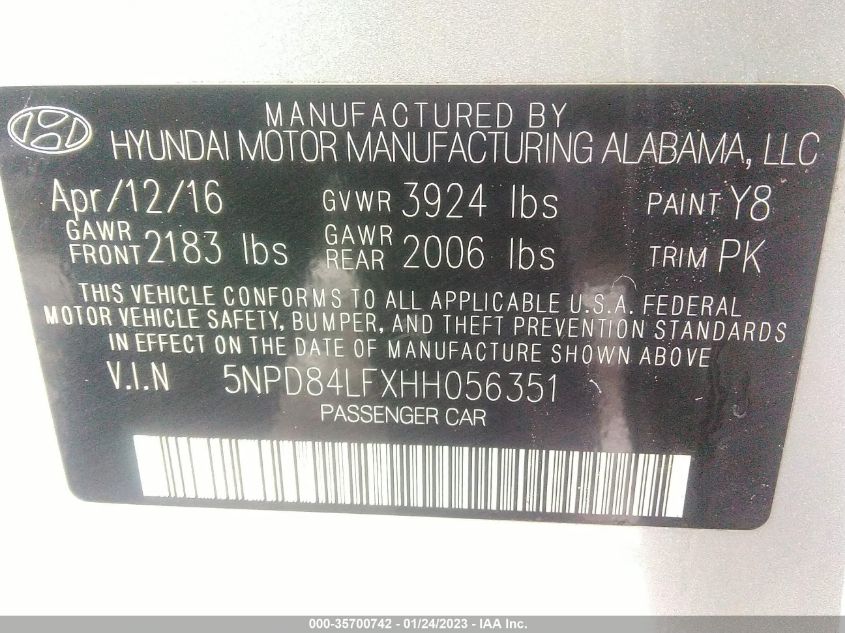 MANUFACTURED BY
HYUNDAI MOTOR MANUFACTURING ALABAMA, LLC
Apr/12/16 GVWR 3924 lbs PAINT Y8
GAWR FRONT 2183 lbs GAWR REAR 2006 lbs TRIM PK
THIS VEHICLE CONFORMS TO ALL APPLICABLE U.S.A. FEDERAL
MOTOR VEHICLE SAFETY, BUMPER, AND THEFT PREVENTION STANDARDS
IN EFFECT ON THE DATE OF MANUFACTURE SHOWN ABOVE
V.I.N 5NPD84LFXHH056351
PASSENGER CAR
000-35700742 — 01/24/2023 — IAA Inc.